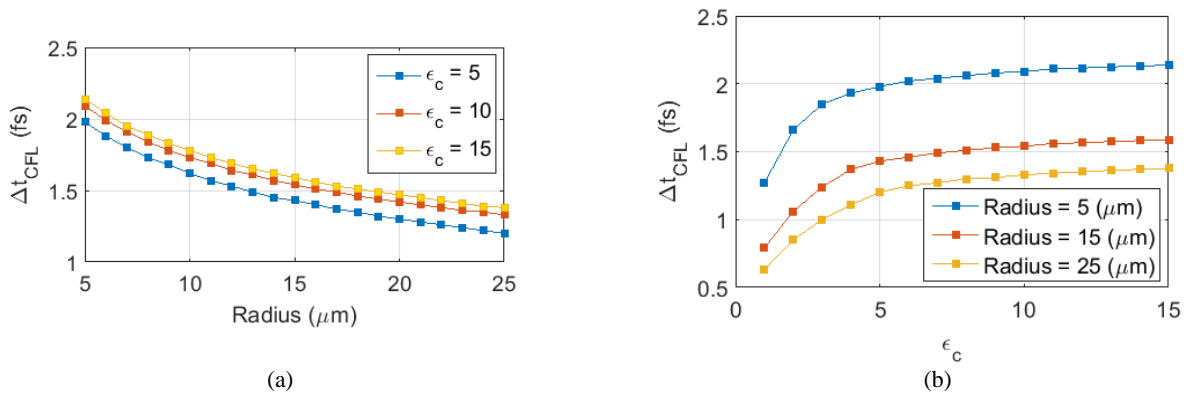 2.5
2
1.5
1
Δt_CFL (fs)
ϵ_c = 5
ϵ_c = 10
ϵ_c = 15
5 10 15 20 25
Radius (μm)
(a)
2.5
2
1.5
1
0.5
Δt_CFL (fs)
Radius = 5 (μm)
Radius = 15 (μm)
Radius = 25 (μm)
0 5 10 15
ϵ_c
(b)